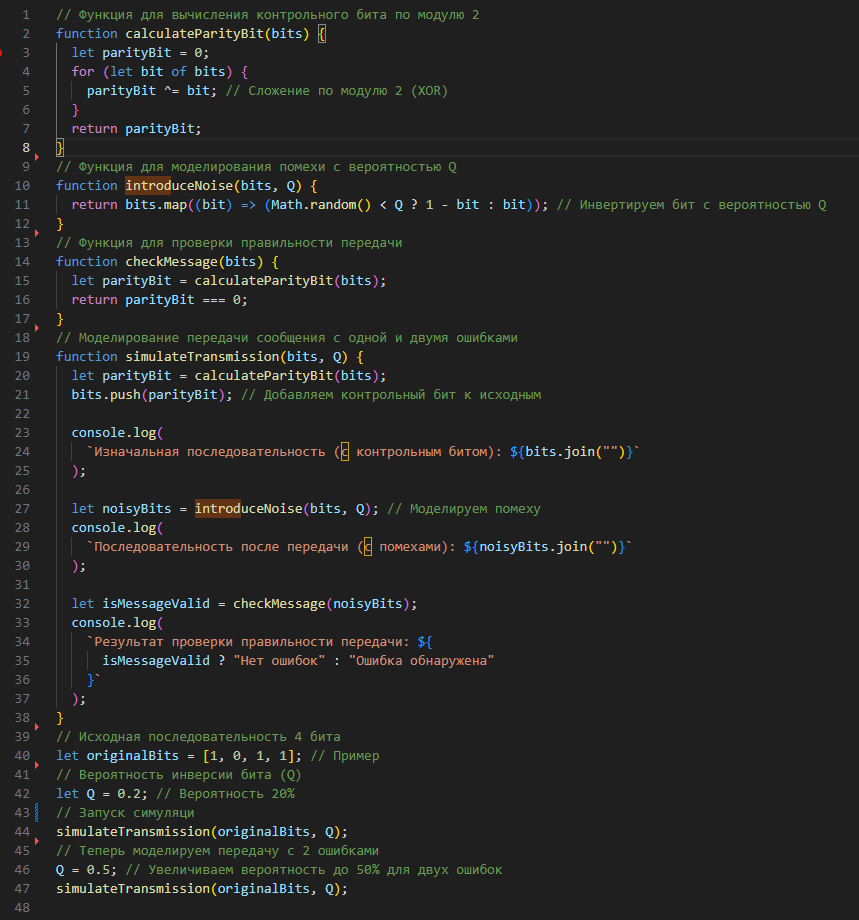 1 // Функция для вычисления контрольного бита по модулю 2
2 function calculateParityBit(bits) {
3   let parityBit = 0;
4   for (let bit of bits) {
5     parityBit ^= bit; // Сложение по модулю 2 (XOR)
6   }
7   return parityBit;
8 }
9 // Функция для моделирования помехи с вероятностью Q
10 function introduceNoise(bits, Q) {
11   return bits.map((bit) => (Math.random() < Q ? 1 - bit : bit)); // Инвертируем бит с вероятностью Q
12 }
13 // Функция для проверки правильности передачи
14 function checkMessage(bits) {
15   let parityBit = calculateParityBit(bits);
16   return parityBit === 0;
17 }
18 // Моделирование передачи сообщения с одной и двумя ошибками
19 function simulateTransmission(bits, Q) {
20   let parityBit = calculateParityBit(bits);
21   bits.push(parityBit); // Добавляем контрольный бит к исходным
22
23   console.log(
24     `Изначальная последовательность (с контрольным битом): ${bits.join("")}`
25   );
26
27   let noisyBits = introduceNoise(bits, Q); // Моделируем помеху
28   console.log(
29     `Последовательность после передачи (с помехами): ${noisyBits.join("")}`
30   );
31
32   let isMessageValid = checkMessage(noisyBits);
33   console.log(
34     `Результат проверки правильности передачи: ${
35       isMessageValid ? "Нет ошибок" : "Ошибка обнаружена"
36     }`
37   );
38 }
39 // Исходная последовательность 4 бита
40 let originalBits = [1, 0, 1, 1]; // Пример
41 // Вероятность инверсии бита (Q)
42 let Q = 0.2; // Вероятность 20%
43 // Запуск симуляци
44 simulateTransmission(originalBits, Q);
45 // Теперь моделируем передачу с 2 ошибками
46 Q = 0.5; // Увеличиваем вероятность до 50% для двух ошибок
47 simulateTransmission(originalBits, Q);
48